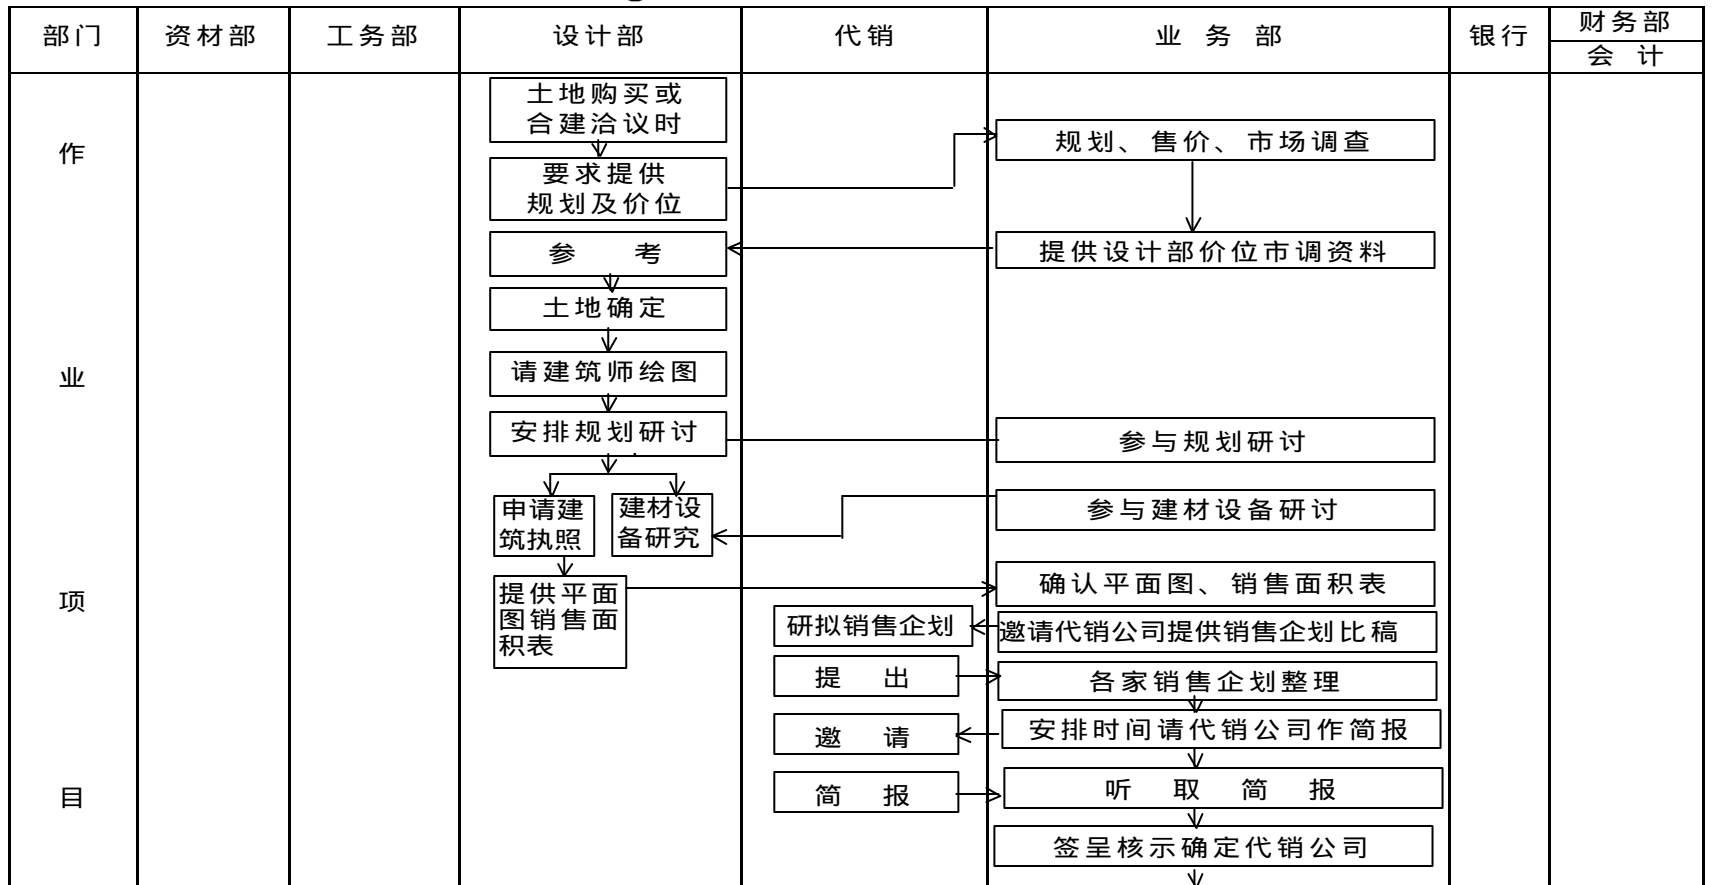 部门 资材部 工务部 设计部 代销 业务部 银行 财务部
会计
土地购买或
合建洽议时
规划、售价、市场调查
作
要求提供
规划及价位
参考
提供设计部价位市调资料
土地确定
业
请建筑师绘图
安排规划研讨
参与规划研讨
申请建
筑执照
建材设
备研究
参与建材设备研讨
项
提供平面
图销售面
积表
确认平面图、销售面积表
研拟销售企划
邀请代销公司提供销售企划比稿
提出
各家销售企划整理
邀请
安排时间请代销公司作简报
目
简报
听取简报
签呈核示确定代销公司